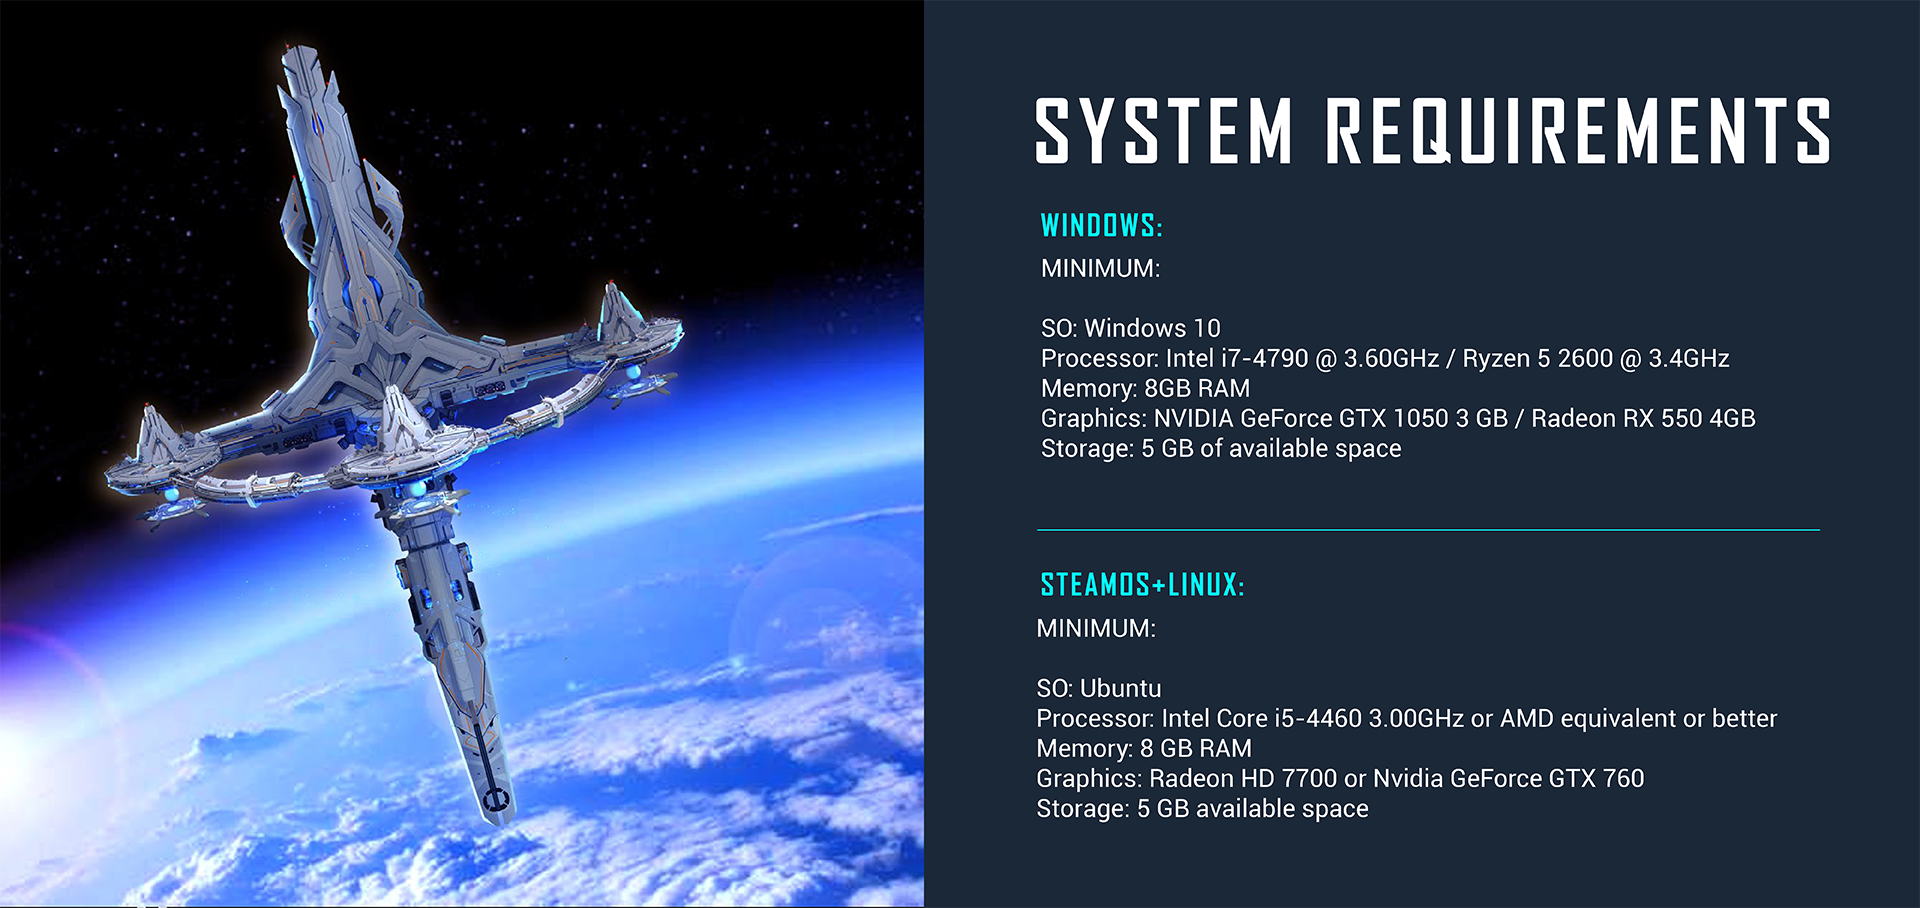 SYSTEM REQUIREMENTS
WINDOWS:
MINIMUM:
SO: Windows 10
Processor: Intel i7-4790 @ 3.60GHz / Ryzen 5 2600 @ 3.4GHz
Memory: 8GB RAM
Graphics: NVIDIA GeForce GTX 1050 3 GB / Radeon RX 550 4GB
Storage: 5 GB of available space
STEAMOS+LINUX:
MINIMUM:
SO: Ubuntu
Processor: Intel Core i5-4460 3.00GHz or AMD equivalent or better
Memory: 8 GB RAM
Graphics: Radeon HD 7700 or Nvidia GeForce GTX 760
Storage: 5 GB available space